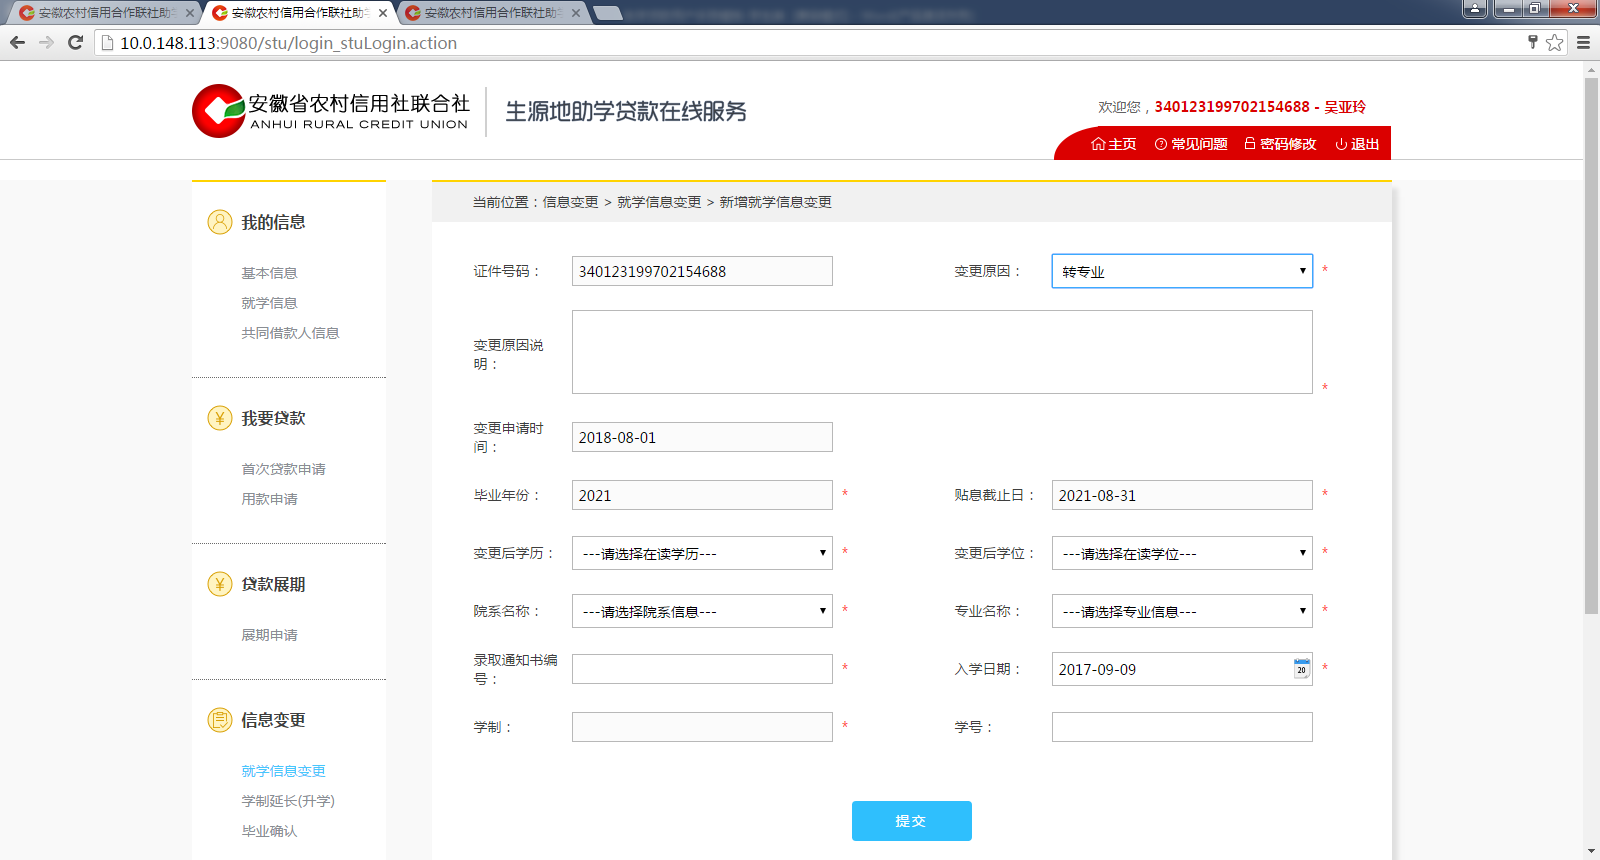 安徽农村信用合作联社助学
安徽农村信用合作联社助学
安徽农村信用合作联社助学
10.0.148.113:9080/stu/login_stuLogin.action
安徽省农村信用社联合社
ANHUI RURAL CREDIT UNION
生源地助学贷款在线服务
欢迎您，340123199702154688 - 吴亚玲
主页 常见问题 密码修改 退出
当前位置：信息变更 > 就学信息变更 > 新增就学信息变更
我的信息
基本信息
就学信息
共同借款人信息
我要贷款
首次贷款申请
用款申请
贷款展期
展期申请
信息变更
就学信息变更
学制延长(升学)
毕业确认
证件号码： 340123199702154688 变更原因： 转专业 *
变更原因说
明： *
变更申请时
间： 2018-08-01
毕业年份： 2021 * 贴息截止日： 2021-08-31 *
变更后学历： ---请选择在读学历--- * 变更后学位： ---请选择在读学位--- *
院系名称： ---请选择院系信息--- * 专业名称： ---请选择专业信息--- *
录取通知书编
号： * 入学日期： 2017-09-09 20 *
学制： * 学号：
提交